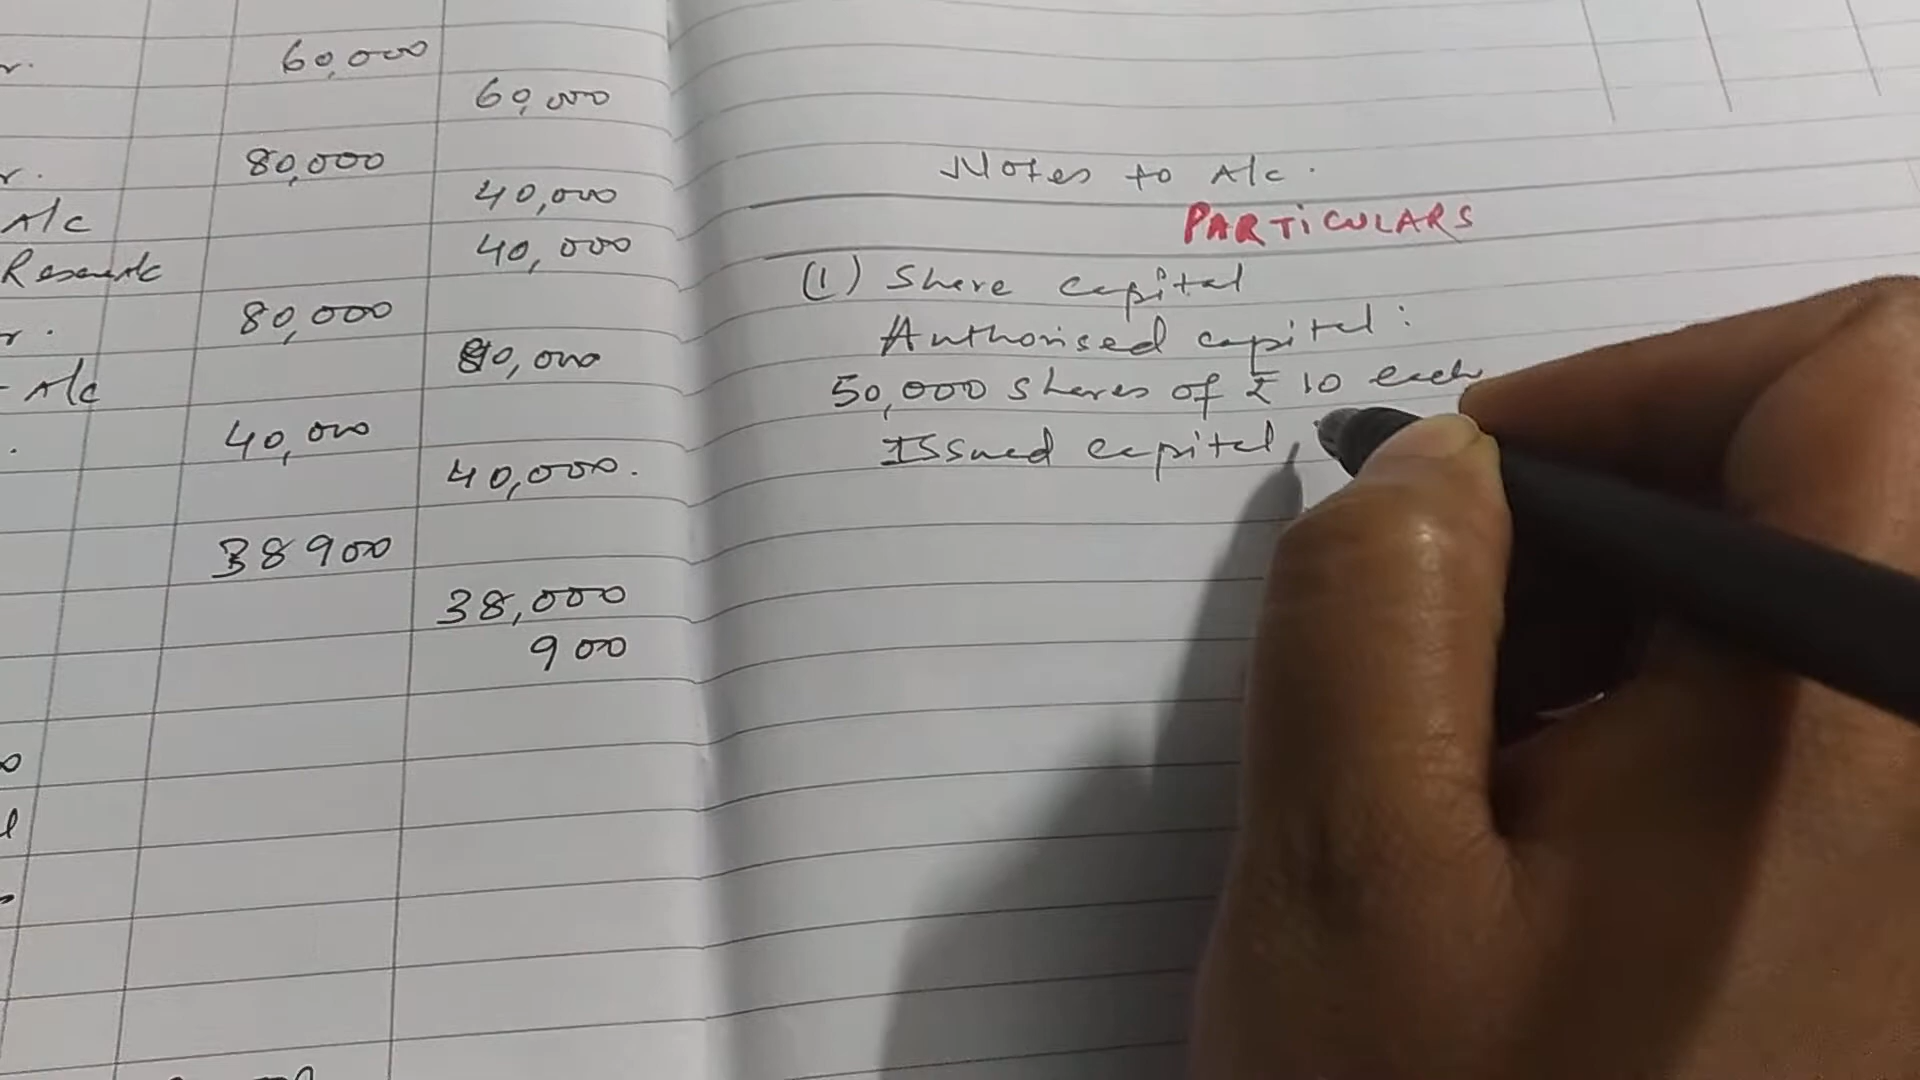 r. 60,000
60,000
r. 80,000
A/c 40,000
40,000
r. 80,000
- A/c 80,000
. 40,000
40,000.
38900
38,000
900
Notes to A/c.
PARTiCULARS
(1) Share capital
Authorised capital:
50,000 shares of ₹ 10 each
Issued capital